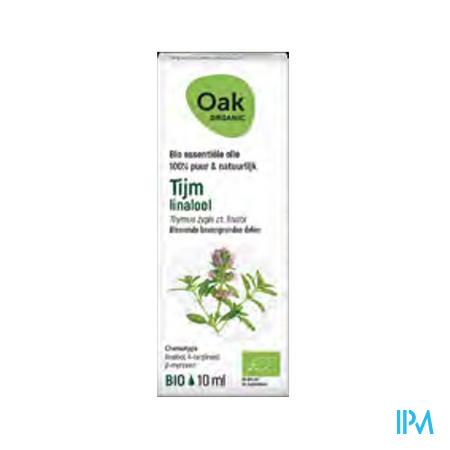 Oak
ORGANIC
Bio essentiële olie
100% puur & natuurlijk
Tijm
linalool
Thymus zygis ct. linalol
Bloeiende bovengrondse delen
Chemotype
linalool, 4-terpineol,
β-myrceen
BIO 10 ml
IPM